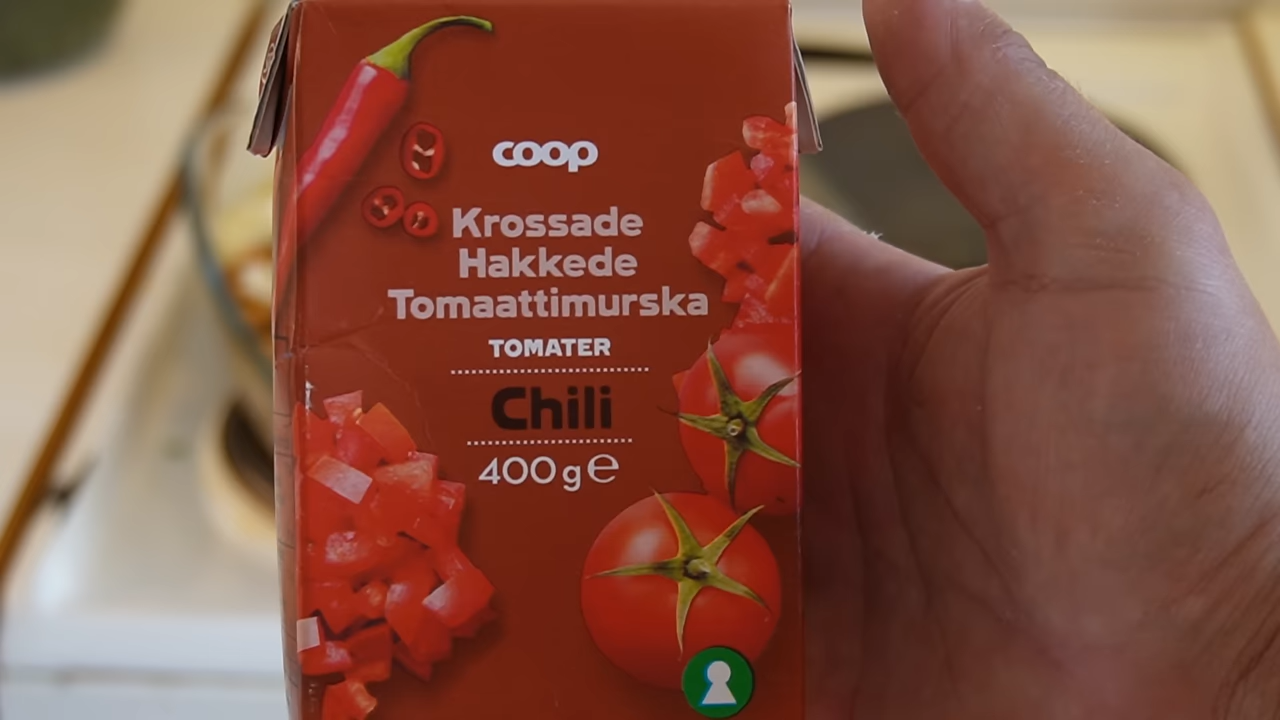 coop
Krossade
Hakkede
Tomaattimurska
TOMATER
Chili
400 g e